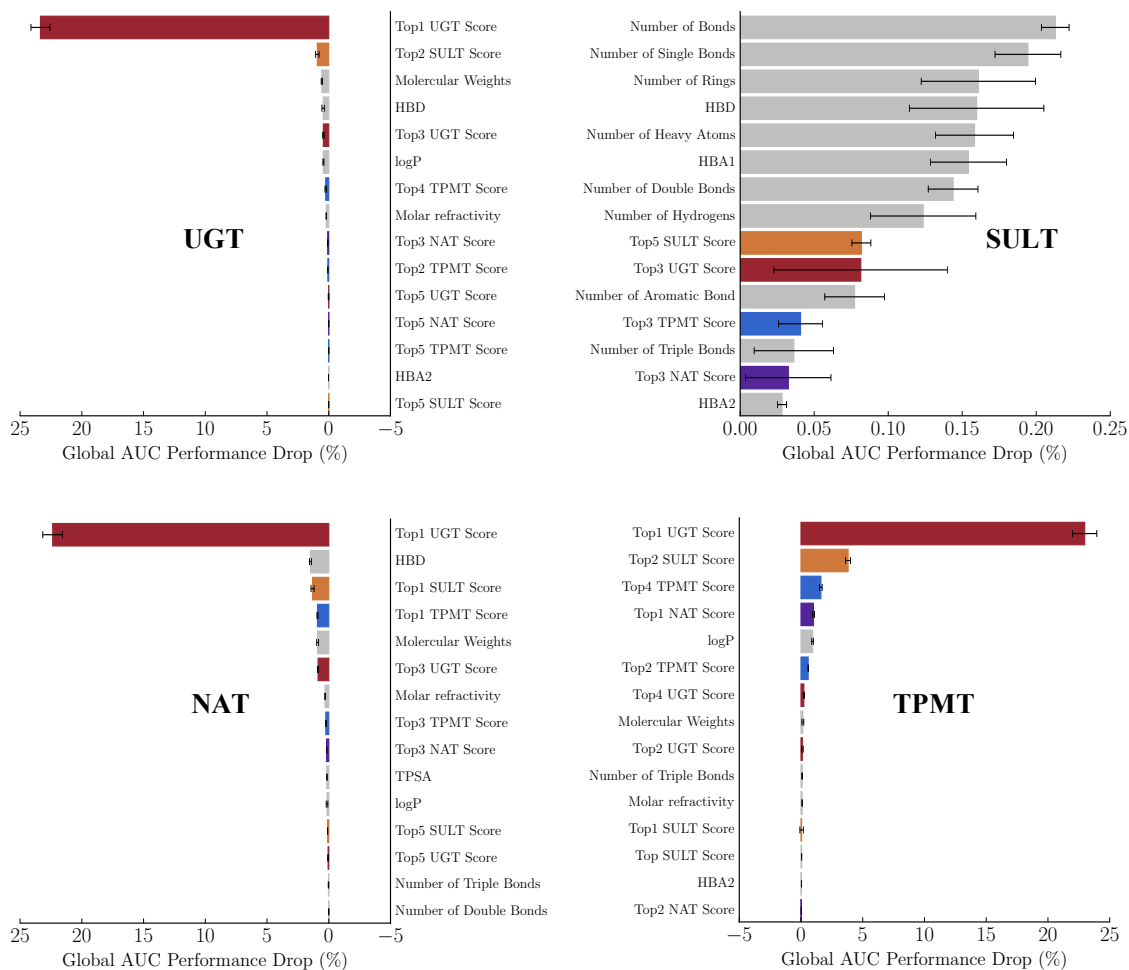 Top1 UGT Score
Top2 SULT Score
Molecular Weights
HBD
Top3 UGT Score
logP
Top4 TPMT Score
Molar refractivity
Top3 NAT Score
Top2 TPMT Score
Top5 UGT Score
Top5 NAT Score
Top5 TPMT Score
HBA2
Top5 SULT Score
UGT
25 20 15 10 5 0 −5
Global AUC Performance Drop (%)
Number of Bonds
Number of Single Bonds
Number of Rings
HBD
Number of Heavy Atoms
HBA1
Number of Double Bonds
Number of Hydrogens
Top5 SULT Score
Top3 UGT Score
Number of Aromatic Bond
Top3 TPMT Score
Number of Triple Bonds
Top3 NAT Score
HBA2
SULT
0.00 0.05 0.10 0.15 0.20 0.25
Global AUC Performance Drop (%)
Top1 UGT Score
HBD
Top1 SULT Score
Top1 TPMT Score
Molecular Weights
Top3 UGT Score
Molar refractivity
Top3 TPMT Score
Top3 NAT Score
TPSA
logP
Top5 SULT Score
Top5 UGT Score
Number of Triple Bonds
Number of Double Bonds
NAT
25 20 15 10 5 0 −5
Global AUC Performance Drop (%)
Top1 UGT Score
Top2 SULT Score
Top4 TPMT Score
Top1 NAT Score
logP
Top2 TPMT Score
Top4 UGT Score
Molecular Weights
Top2 UGT Score
Number of Triple Bonds
Molar refractivity
Top1 SULT Score
Top SULT Score
HBA2
Top2 NAT Score
TPMT
−5 0 5 10 15 20 25
Global AUC Performance Drop (%)